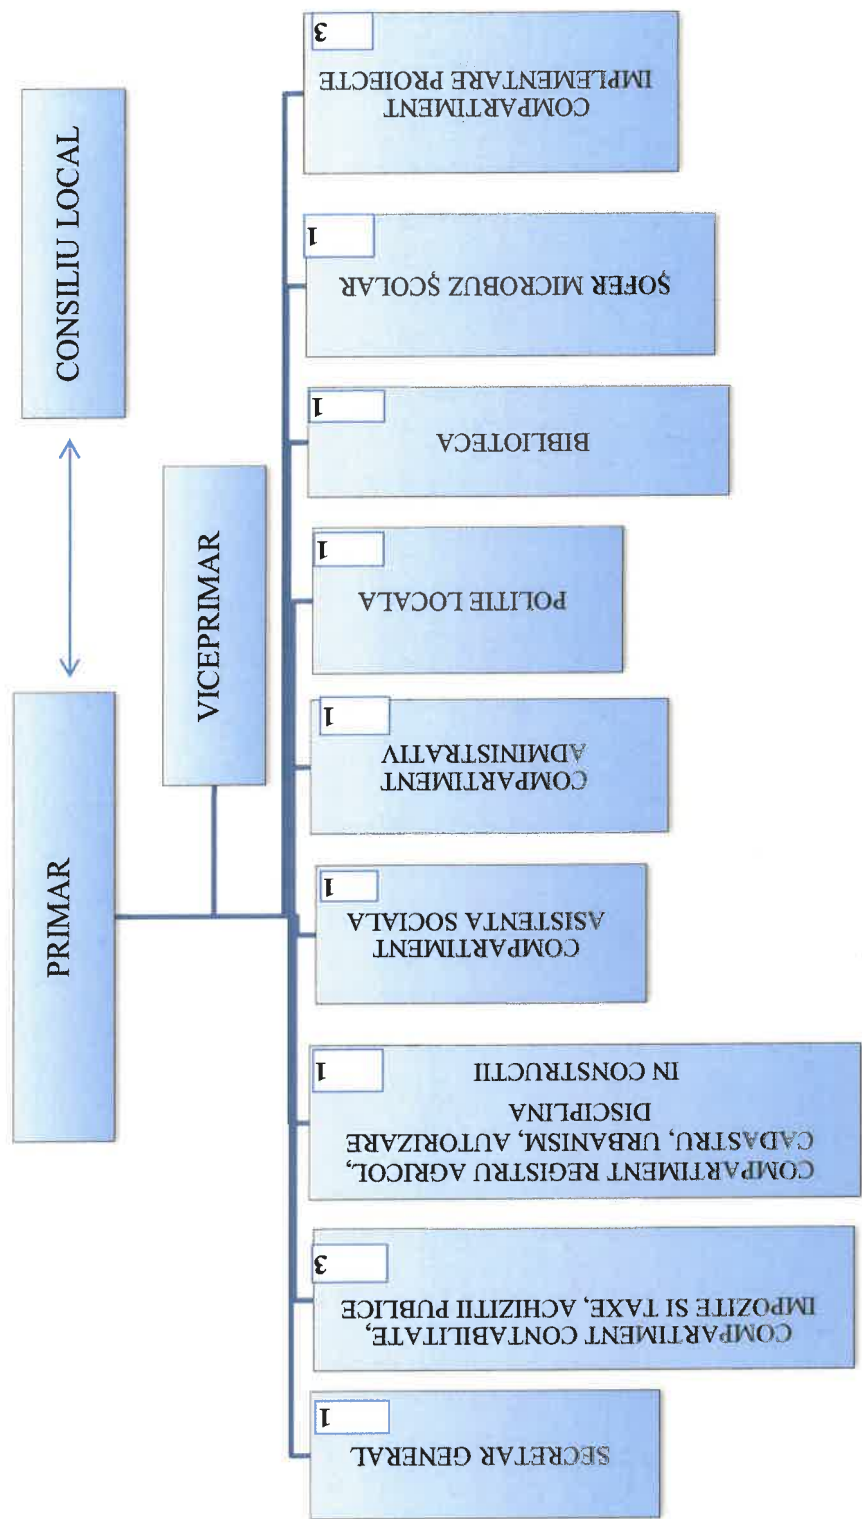 CONSILIU LOCAL
PRIMAR
VICEPRIMAR
SECRETAR GENERAL
1
COMPARTIMENT CONTABILITATE,
IMPOZITE SI TAXE, ACHIZITII PUBLICE
3
COMPARTIMENT REGISTRU AGRICOL,
CADASTRU, URBANISM, AUTORIZARE
DISCIPLINA
IN CONSTRUCTII
1
COMPARTIMENT
ASISTENTA SOCIALA
1
COMPARTIMENT
ADMINISTRATIV
1
POLITIE LOCALA
1
BIBLIOTECA
1
ȘOFER MICROBUZ ȘCOLAR
1
COMPARTIMENT
IMPLEMENTARE PROIECTE
3